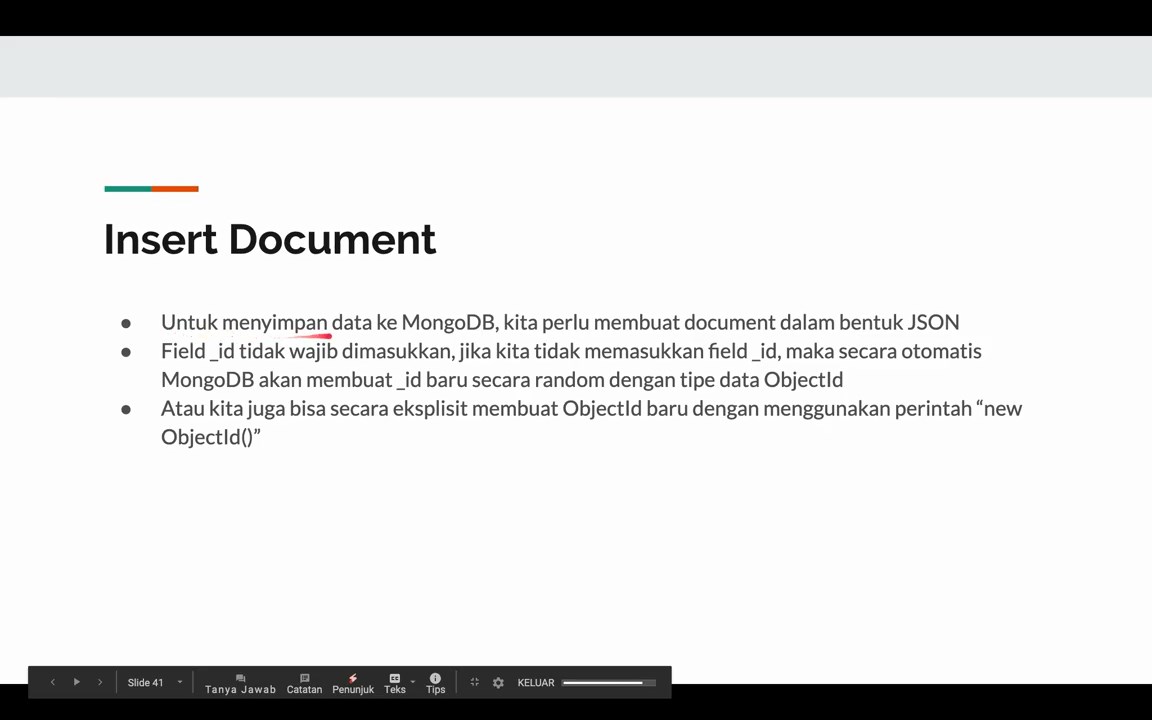 Insert Document
● Untuk menyimpan data ke MongoDB, kita perlu membuat document dalam bentuk JSON
● Field _id tidak wajib dimasukkan, jika kita tidak memasukkan field _id, maka secara otomatis
MongoDB akan membuat _id baru secara random dengan tipe data ObjectId
● Atau kita juga bisa secara eksplisit membuat ObjectId baru dengan menggunakan perintah “new
ObjectId()”
Slide 41 Tanya Jawab Catatan Penunjuk Teks Tips KELUAR